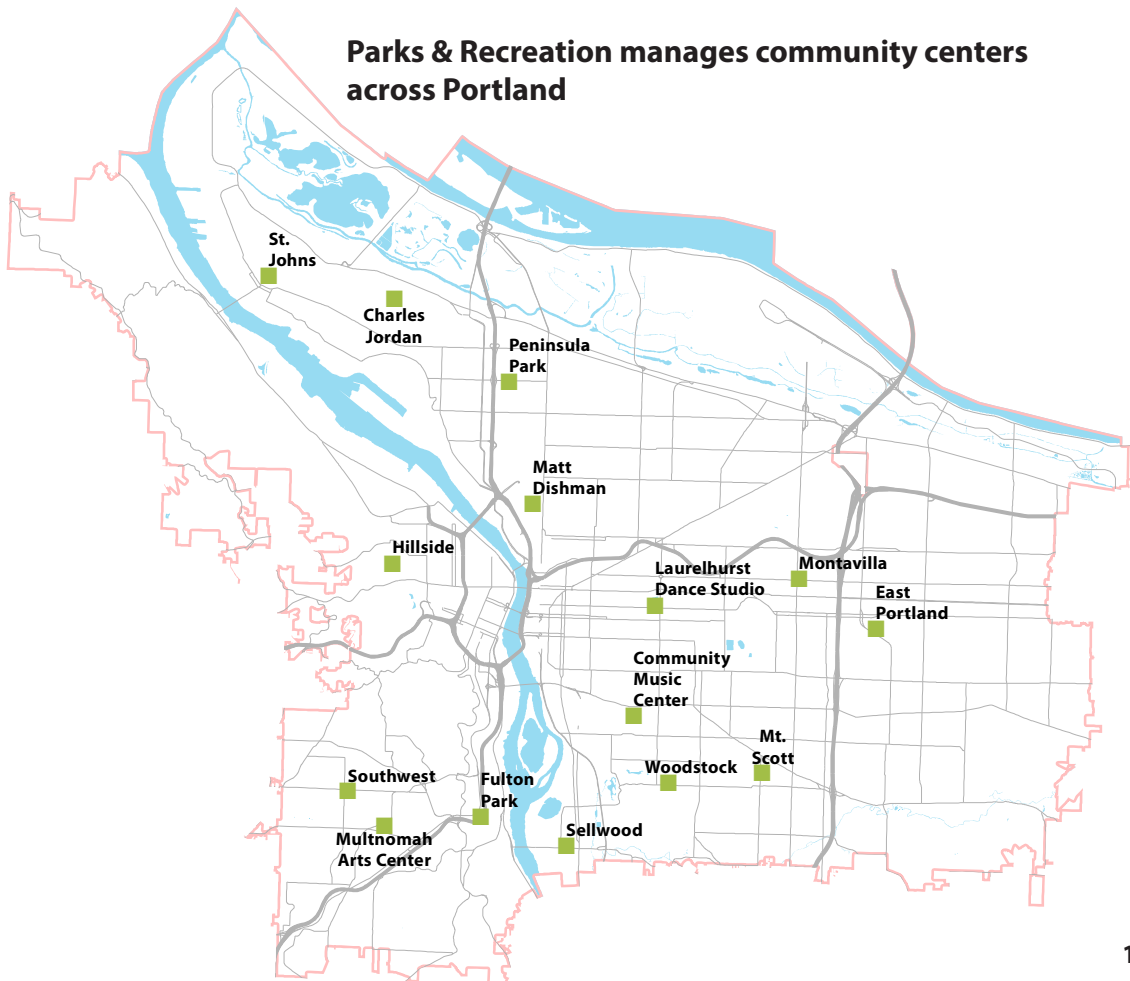 Parks & Recreation manages community centers
across Portland
St.
Johns
Charles
Jordan
Peninsula
Park
Matt
Dishman
Hillside
Laurelhurst
Dance Studio
Montavilla
East
Portland
Community
Music
Center
Mt.
Scott
Woodstock
Southwest
Fulton
Park
Multnomah
Arts Center
Sellwood
1